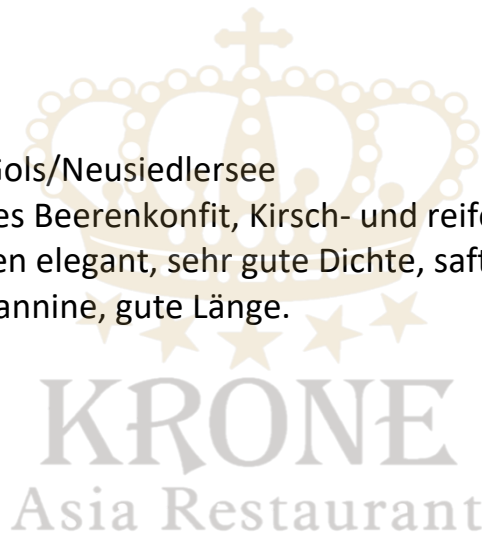 Gols/Neusiedlersee
es Beerenkonfit, Kirsch- und reife
en elegant, sehr gute Dichte, saft
annine, gute Länge.
KRONE
Asia Restaurant